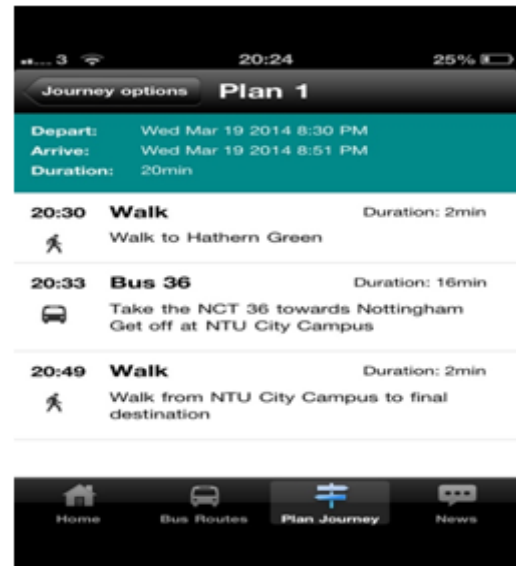 3 20:24 25%
Journey options Plan 1
Depart: Wed Mar 19 2014 8:30 PM
Arrive: Wed Mar 19 2014 8:51 PM
Duration: 20min
20:30 Walk Duration: 2min
Walk to Hathern Green
20:33 Bus 36 Duration: 16min
Take the NCT 36 towards Nottingham
Get off at NTU City Campus
20:49 Walk Duration: 2min
Walk from NTU City Campus to final
destination
Home Bus Routes Plan Journey News